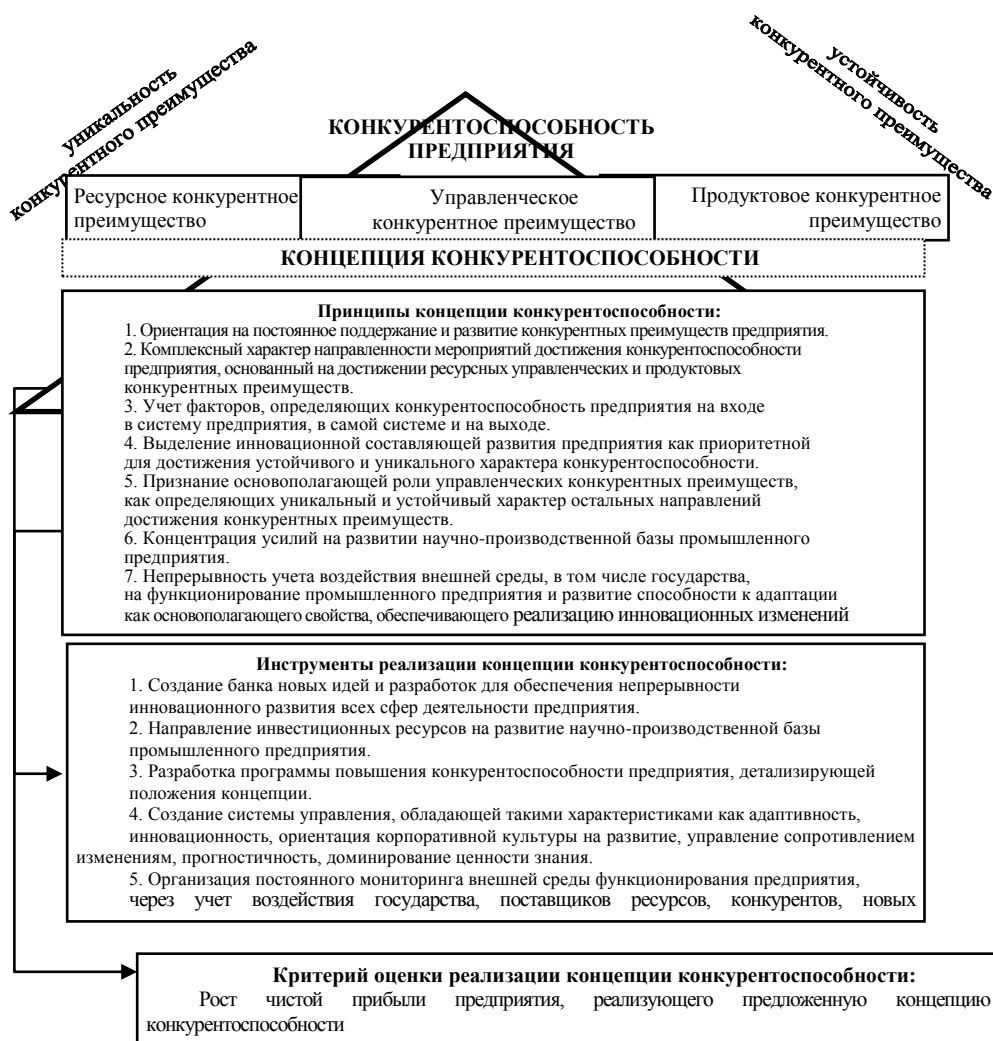 уникальность
конкурентного преимущества
устойчивость
конкурентного преимущества
КОНКУРЕНТОСПОСОБНОСТЬ
ПРЕДПРИЯТИЯ
Ресурсное конкурентное
преимущество
Управленческое
конкурентное преимущество
Продуктовое конкурентное
преимущество
КОНЦЕПЦИЯ КОНКУРЕНТОСПОСОБНОСТИ
Принципы концепции конкурентоспособности:
1. Ориентация на постоянное поддержание и развитие конкурентных преимуществ предприятия.
2. Комплексный характер направленности мероприятий достижения конкурентоспособности
предприятия, основанный на достижении ресурсных управленческих и продуктовых
конкурентных преимуществ.
3. Учет факторов, определяющих конкурентоспособность предприятия на входе
в систему предприятия, в самой системе и на выходе.
4. Выделение инновационной составляющей развития предприятия как приоритетной
для достижения устойчивого и уникального характера конкурентоспособности.
5. Признание основополагающей роли управленческих конкурентных преимуществ,
как определяющих уникальный и устойчивый характер остальных направлений
достижения конкурентных преимуществ.
6. Концентрация усилий на развитии научно-производственной базы промышленного
предприятия.
7. Непрерывность учета воздействия внешней среды, в том числе государства,
на функционирование промышленного предприятия и развитие способности к адаптации
как основополагающего свойства, обеспечивающего реализацию инновационных изменений
Инструменты реализации концепции конкурентоспособности:
1. Создание банка новых идей и разработок для обеспечения непрерывности
инновационного развития всех сфер деятельности предприятия.
2. Направление инвестиционных ресурсов на развитие научно-производственной базы
промышленного предприятия.
3. Разработка программы повышения конкурентоспособности предприятия, детализирующей
положения концепции.
4. Создание системы управления, обладающей такими характеристиками как адаптивность,
инновационность, ориентация корпоративной культуры на развитие, управление сопротивлением
изменениям, прогностичность, доминирование ценности знания.
5. Организация постоянного мониторинга внешней среды функционирования предприятия,
через учет воздействия государства, поставщиков ресурсов, конкурентов, новых
Критерий оценки реализации концепции конкурентоспособности:
Рост чистой прибыли предприятия, реализующего предложенную концепцию
конкурентоспособности